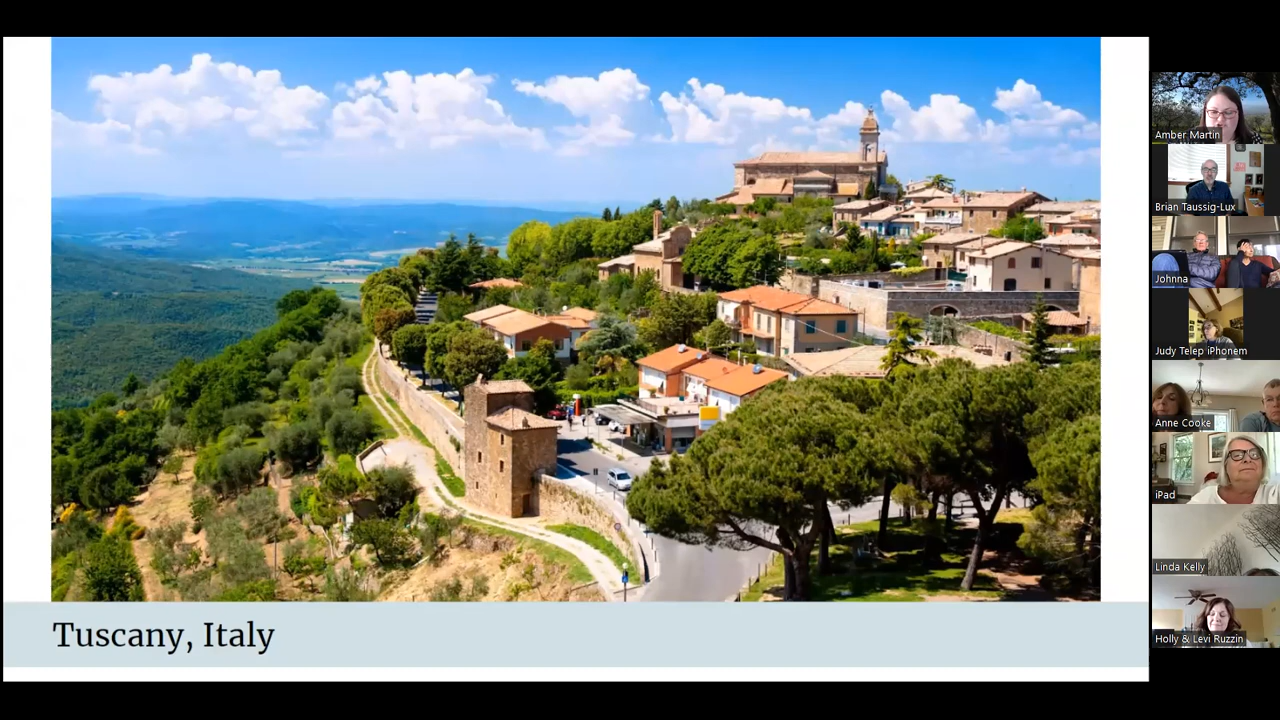 Tuscany, Italy
Amber Martin
Brian Taussig-Lux
Johnna
Judy Telep iPhonem
Anne Cooke
iPad
Linda Kelly
Holly & Levi Ruzzin